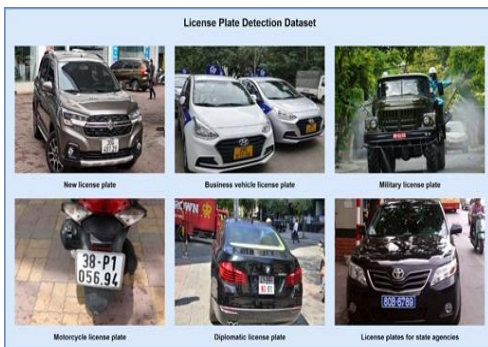 License Plate Detection Dataset
New license plate
Business vehicle license plate
Military license plate
38-P1
056.94
80B-6789
Motorcycle license plate
Diplomatic license plate
License plates for state agencies